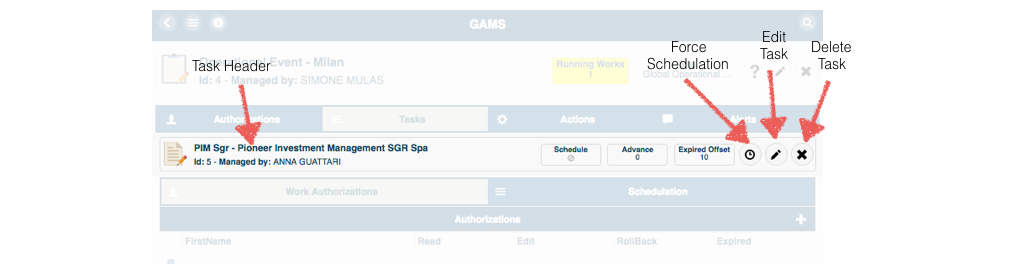 GAMS
Edit
Task
Force
Schedulation
Delete
Task
Task Header
Event - Milan
Id: 4 - Managed by: SIMONE MULAS
Running Works
1
Global Operational ...
?
Authorizations
Tasks
Actions
Alerts
PIM Sgr - Pioneer Investment Management SGR Spa
Id: 5 - Managed by: ANNA GUATTARI
Schedule
Advance
0
Expired Offset
10
Work Authorizations
Schedulation
Authorizations
FirstName
Read
Edit
RollBack
Expired